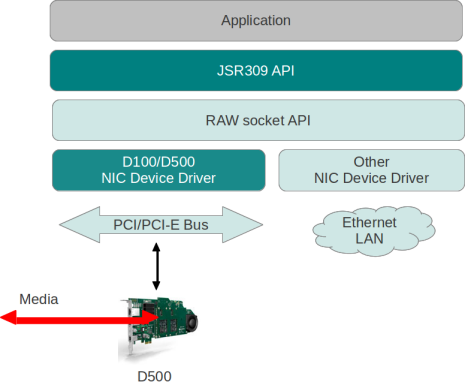 Application
JSR309 API
RAW socket API
D100/D500
NIC Device Driver
Other
NIC Device Driver
PCI/PCI-E Bus
Ethernet
LAN
Media
D500